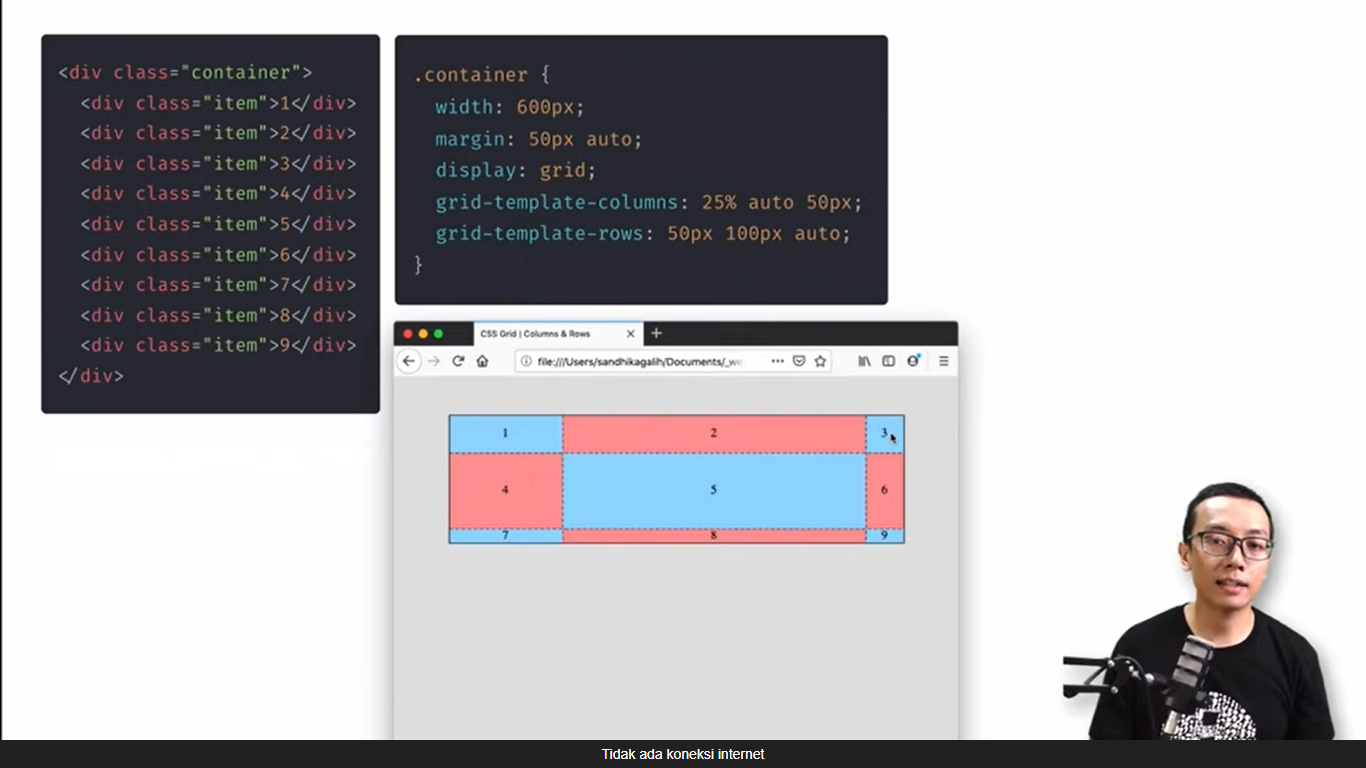 <div class="container">
<div class="item">1</div>
<div class="item">2</div>
<div class="item">3</div>
<div class="item">4</div>
<div class="item">5</div>
<div class="item">6</div>
<div class="item">7</div>
<div class="item">8</div>
<div class="item">9</div>
</div>
.container {
width: 600px;
margin: 50px auto;
display: grid;
grid-template-columns: 25% auto 50px;
grid-template-rows: 50px 100px auto;
}
CSS Grid | Columns & Rows
file:///Users/sandhikagalih/Documents/_we
1 2 3
4 5 6
7 8 9
Tidak ada koneksi internet